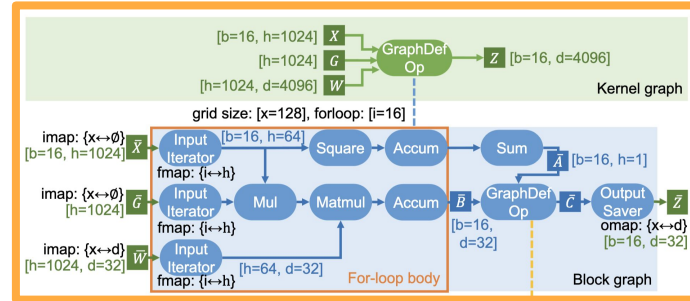 [b=16, h=1024] X
[h=1024] G
[h=1024, d=4096] W
GraphDef
Op
Z [b=16, d=4096]
Kernel graph
grid size: [x=128], forloop: [i=16]
imap: {x↔∅}
[b=16, h=1024]
X̄
Input
Iterator
fmap: {i↔h}
[b=16, h=64]
Square
Accum
Sum
Ā
[b=16, h=1]
imap: {x↔∅}
[h=1024]
Ḡ
Input
Iterator
fmap: {i↔h}
Mul
Matmul
Accum
B̄
[b=16,
d=32]
GraphDef
Op
C̄
Output
Saver
Z̄
omap: {x↔d}
[b=16, d=32]
imap: {x↔d}
[h=1024, d=32]
W̄
Input
Iterator
fmap: {i↔h}
[h=64, d=32]
For-loop body
Block graph